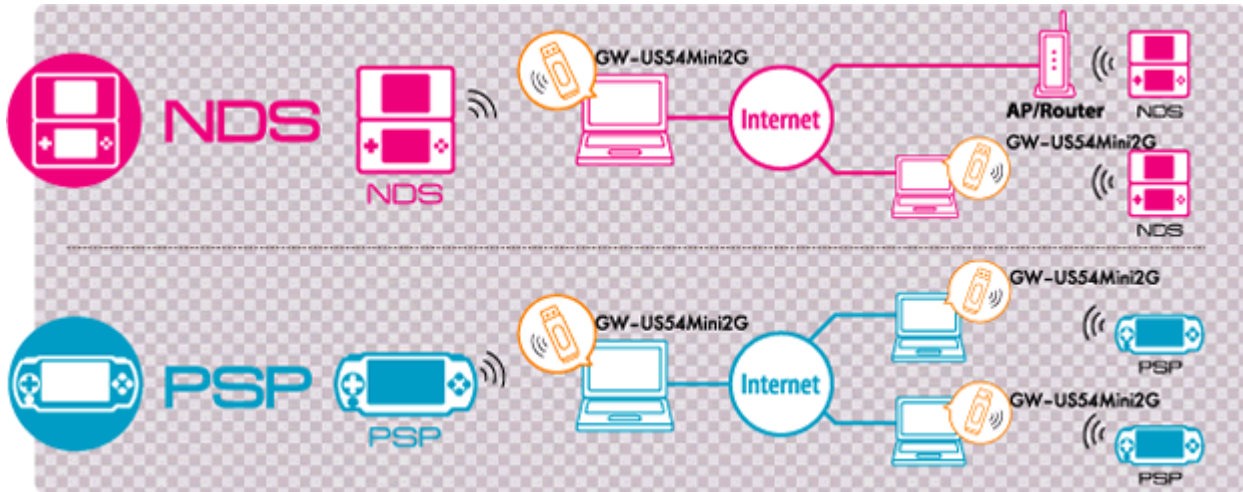 NDS
NDS
GW-US54Mini2G
Internet
AP/Router
NDS
GW-US54Mini2G
NDS
PSP
PSP
GW-US54Mini2G
Internet
GW-US54Mini2G
PSP
GW-US54Mini2G
PSP